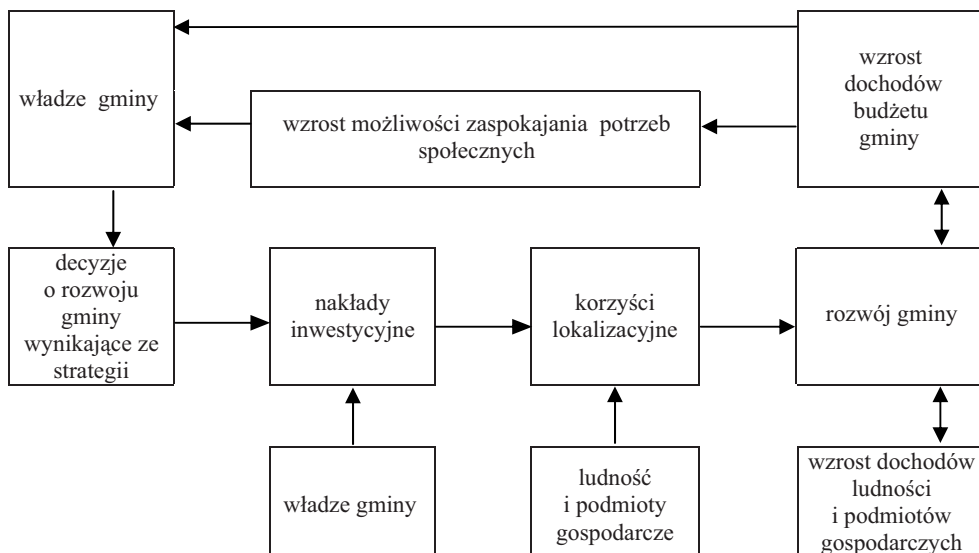 władze gminy
wzrost możliwości zaspokajania potrzeb
społecznych
wzrost
dochodów
budżetu
gminy
decyzje
o rozwoju
gminy
wynikające ze
strategii
nakłady
inwestycyjne
korzyści
lokalizacyjne
rozwój gminy
władze gminy
ludność
i podmioty
gospodarcze
wzrost dochodów
ludności
i podmiotów
gospodarczych